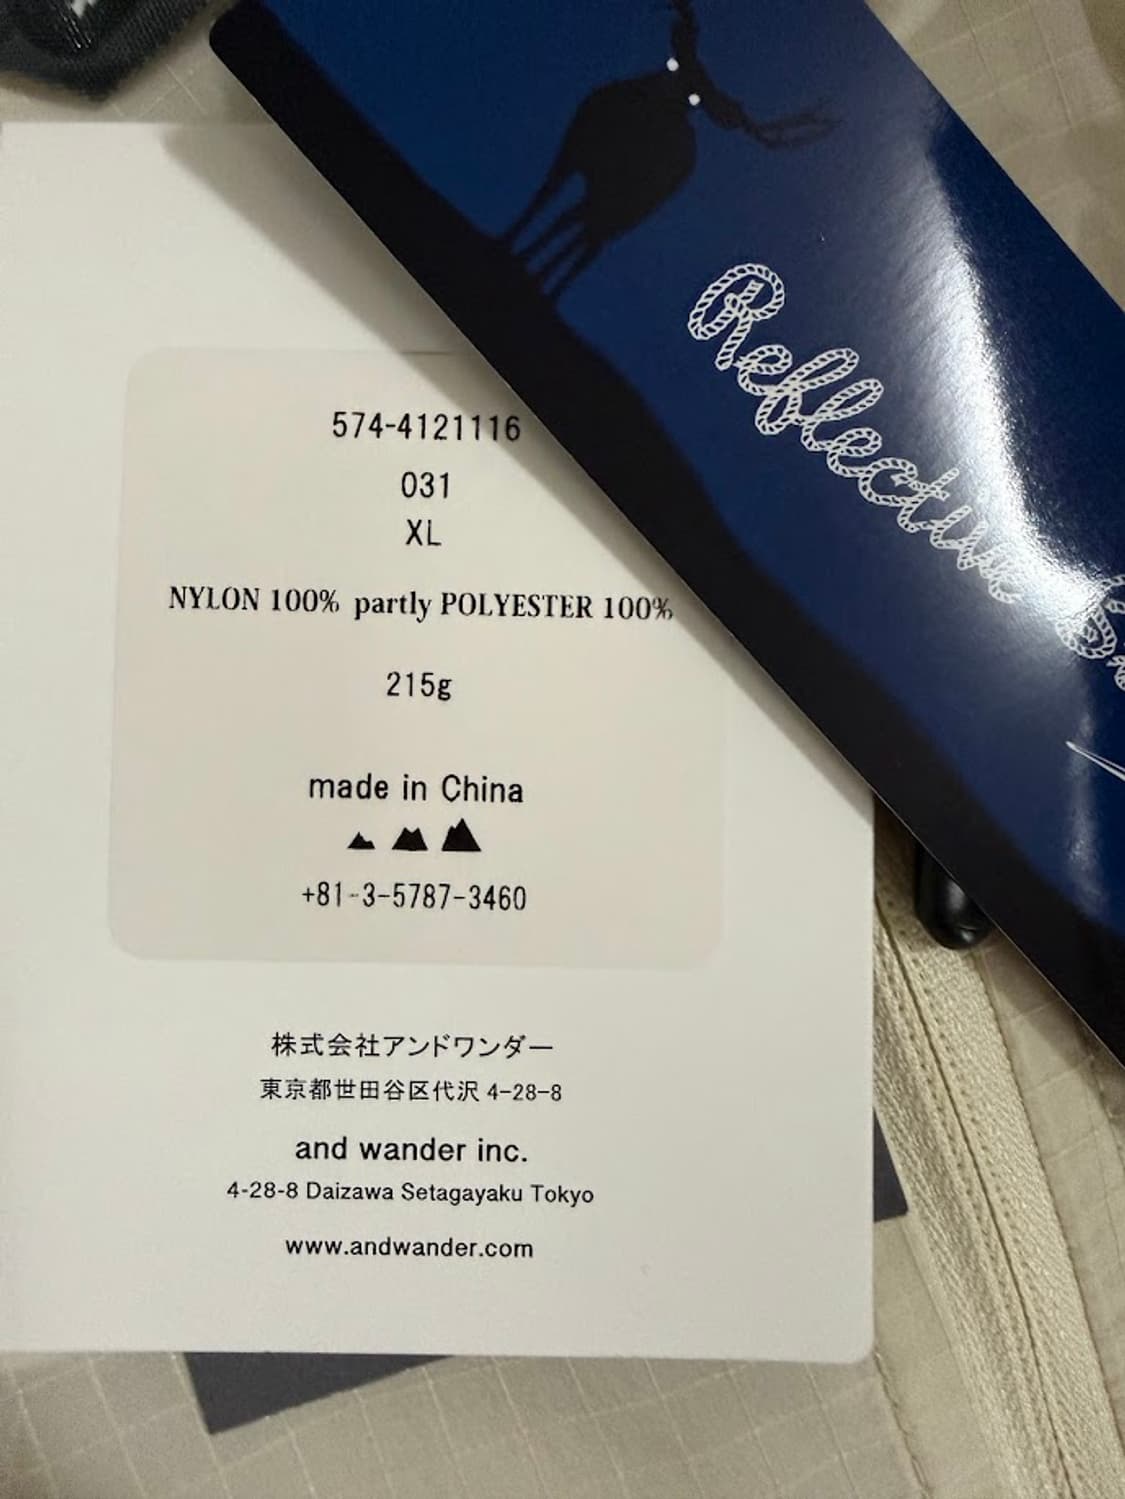 574-4121116
031
XL
NYLON 100% partly POLYESTER 100%
215g
made in China
+81-3-5787-3460
株式会社アンドワンダー
東京都世田谷区代沢 4-28-8
and wander inc.
4-28-8 Daizawa Setagayaku Tokyo
www.andwander.com
Reflective